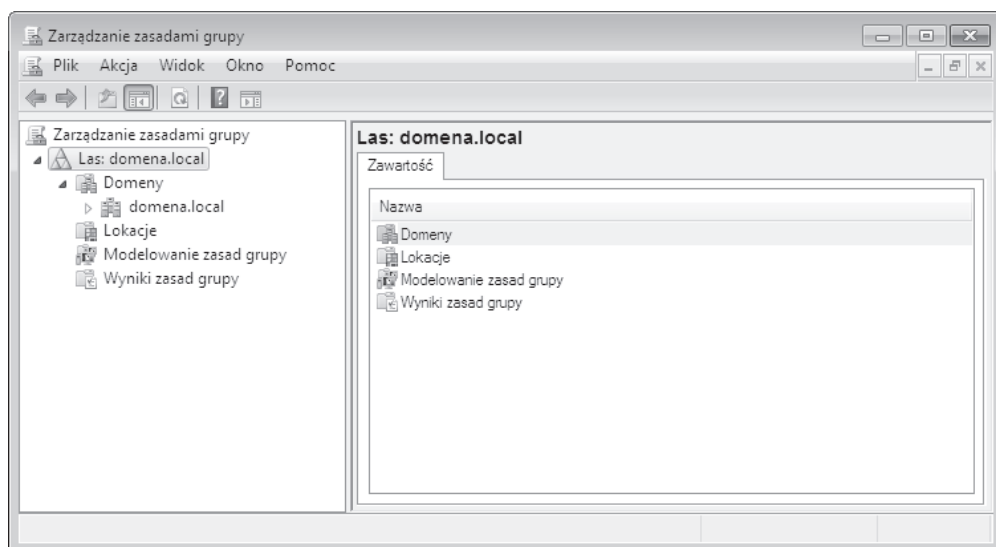 Zarządzanie zasadami grupy
Plik Akcja Widok Okno Pomoc
Zarządzanie zasadami grupy
Las: domena.local
Domeny
domena.local
Lokacje
Modelowanie zasad grupy
Wyniki zasad grupy
Las: domena.local
Zawartość
Nazwa
Domeny
Lokacje
Modelowanie zasad grupy
Wyniki zasad grupy